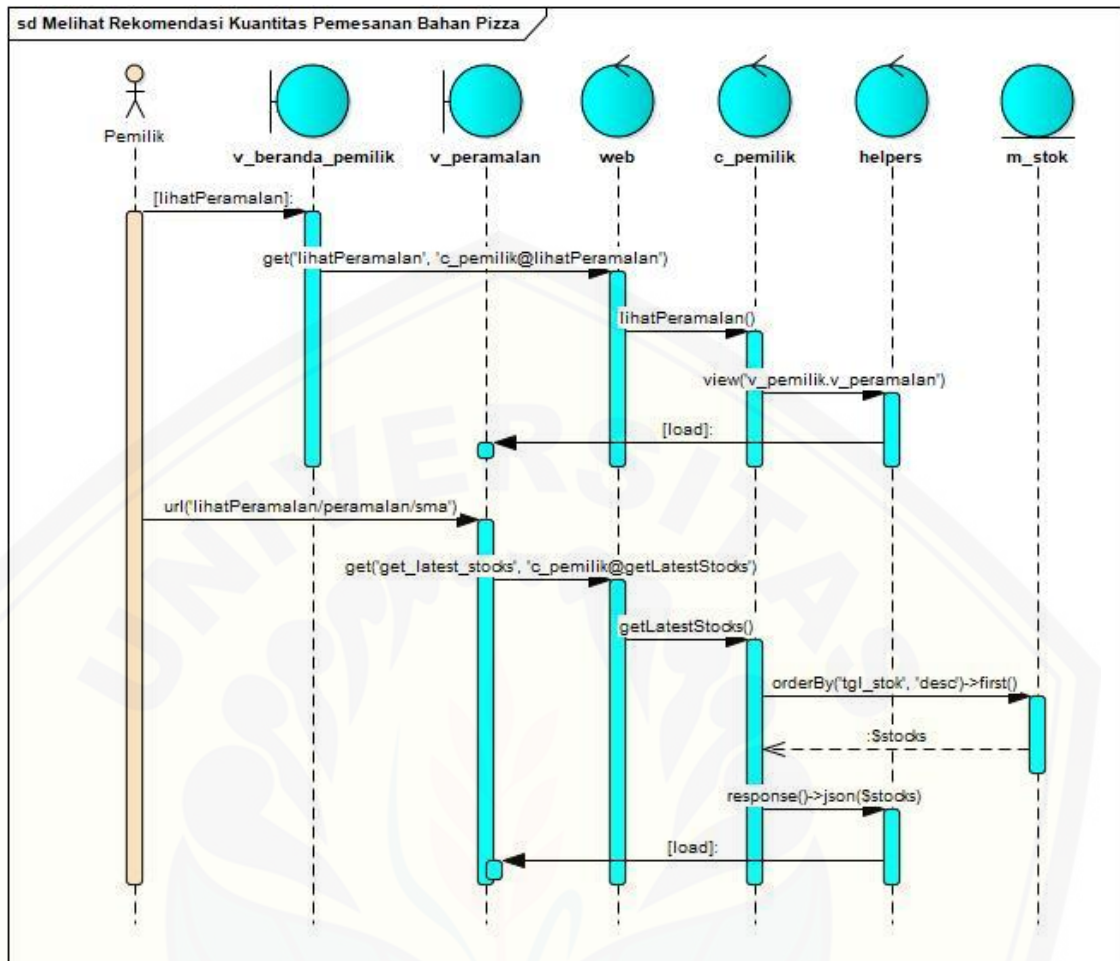 sd Melihat Rekomendasi Kuantitas Pemesanan Bahan Pizza
Pemilik
v_beranda_pemilik
v_peramalan
web
c_pemilik
helpers
m_stok
[lihatPeramalan]:
get('lihatPeramalan', 'c_pemilik@lihatPeramalan')
lihatPeramalan()
view('v_pemilik.v_peramalan')
[load]:
url('lihatPeramalan/peramalan/sma')
get('get_latest_stocks', 'c_pemilik@getLatestStocks')
getLatestStocks()
orderBy('tgl_stok', 'desc')->first()
:$stocks
response()->json($stocks)
[load]:
UNIVERSITAS